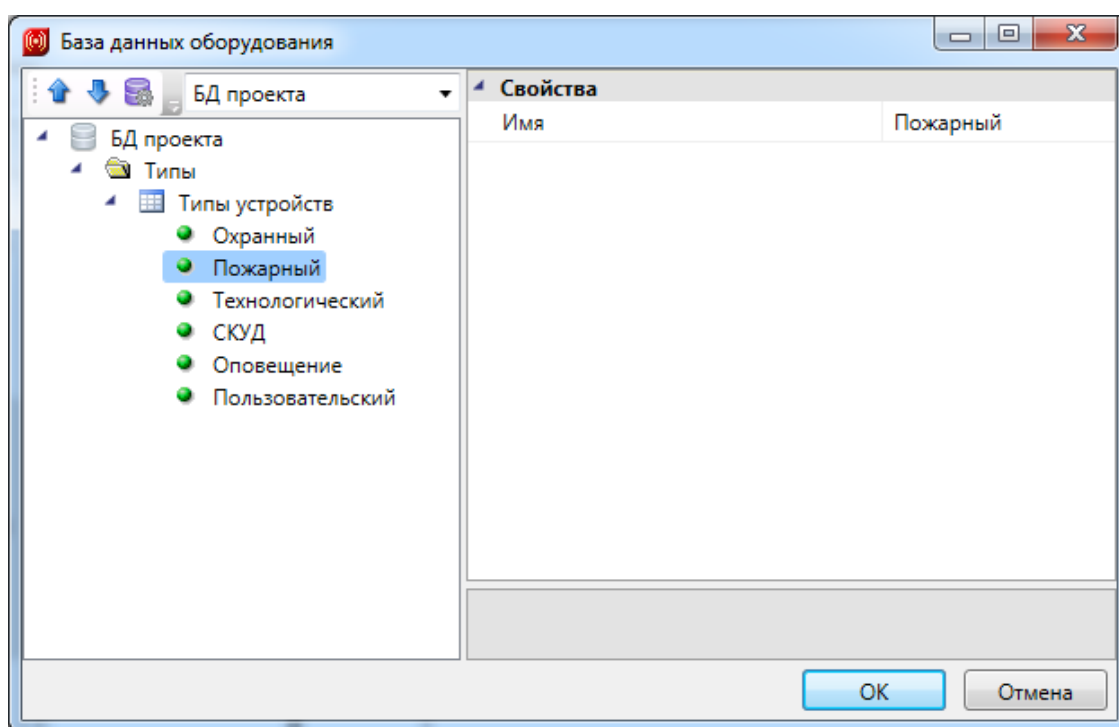 База данных оборудования
БД проекта
Свойства
Имя Пожарный
БД проекта
Типы
Типы устройств
Охранный
Пожарный
Технологический
СКУД
Оповещение
Пользовательский
OK Отмена